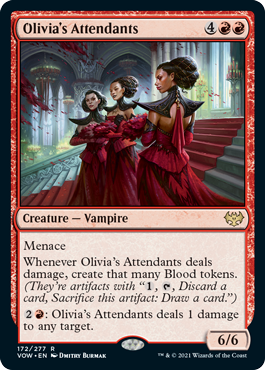 Olivia's Attendants 4
Creature — Vampire
Menace
Whenever Olivia's Attendants deals
damage, create that many Blood tokens.
(They're artifacts with “1, , Discard a
card, Sacrifice this artifact: Draw a card.”)
2 : Olivia's Attendants deals 1 damage
to any target.
6/6
172/277 R
VOW • EN DMITRY BURMAK
™ & © 2021 Wizards of the Coast